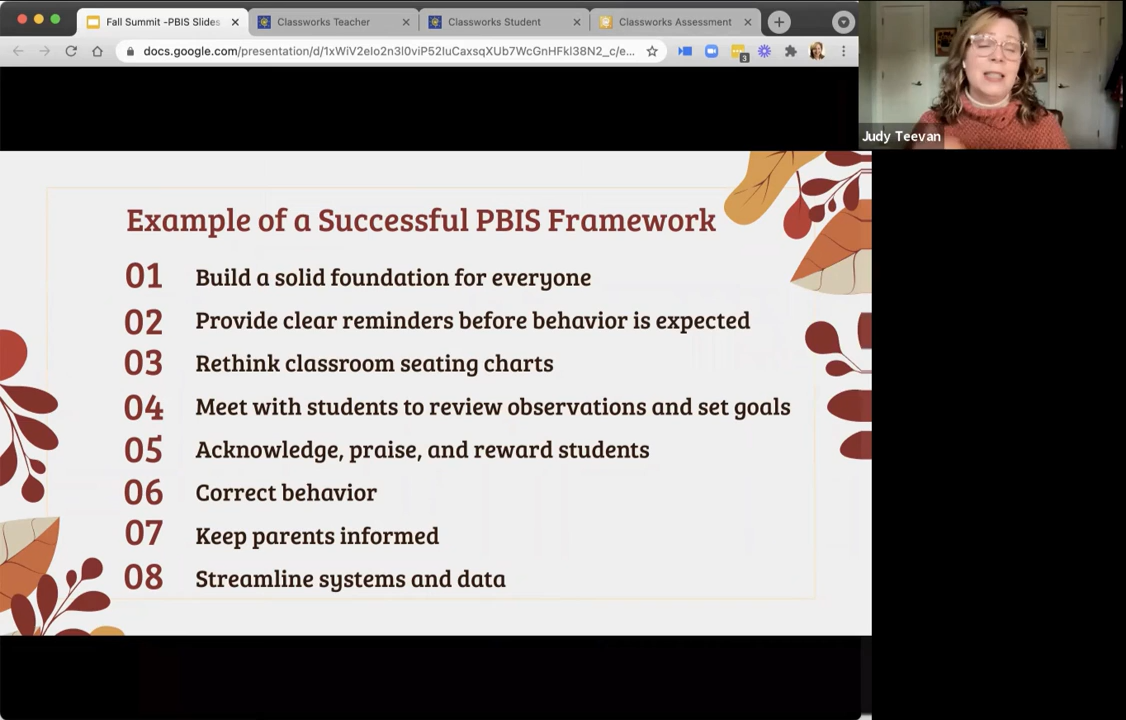 Fall Summit -PBIS Slides
Classworks Teacher
Classworks Student
Classworks Assessment
docs.google.com/presentation/d/1xWiV2eIo2n3l0viP52IuCaxsqXUb7WcGnHFkl38N2_c/e...
3
Judy Teevan
Example of a Successful PBIS Framework
01 Build a solid foundation for everyone
02 Provide clear reminders before behavior is expected
03 Rethink classroom seating charts
04 Meet with students to review observations and set goals
05 Acknowledge, praise, and reward students
06 Correct behavior
07 Keep parents informed
08 Streamline systems and data